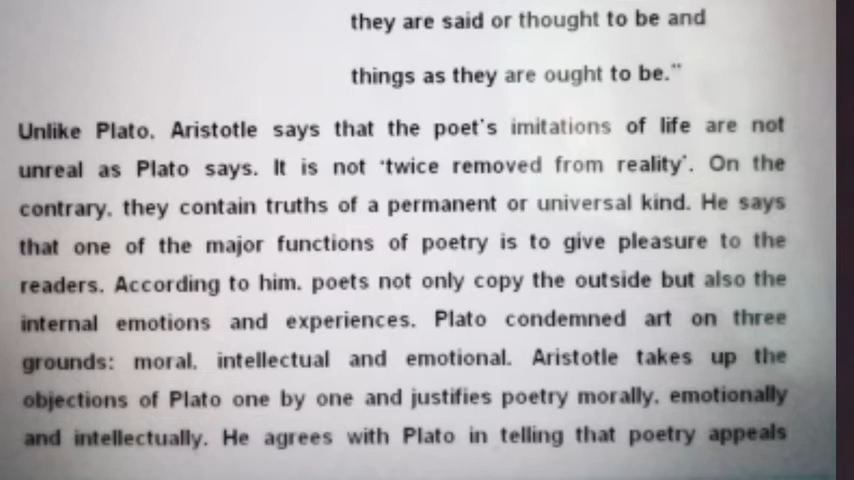 they are said or thought to be and
things as they are ought to be."
Unlike Plato, Aristotle says that the poet's imitations of life are not
unreal as Plato says. It is not 'twice removed from reality'. On the
contrary, they contain truths of a permanent or universal kind. He says
that one of the major functions of poetry is to give pleasure to the
readers. According to him, poets not only copy the outside but also the
internal emotions and experiences. Plato condemned art on three
grounds: moral, intellectual and emotional. Aristotle takes up the
objections of Plato one by one and justifies poetry morally, emotionally
and intellectually. He agrees with Plato in telling that poetry appeals